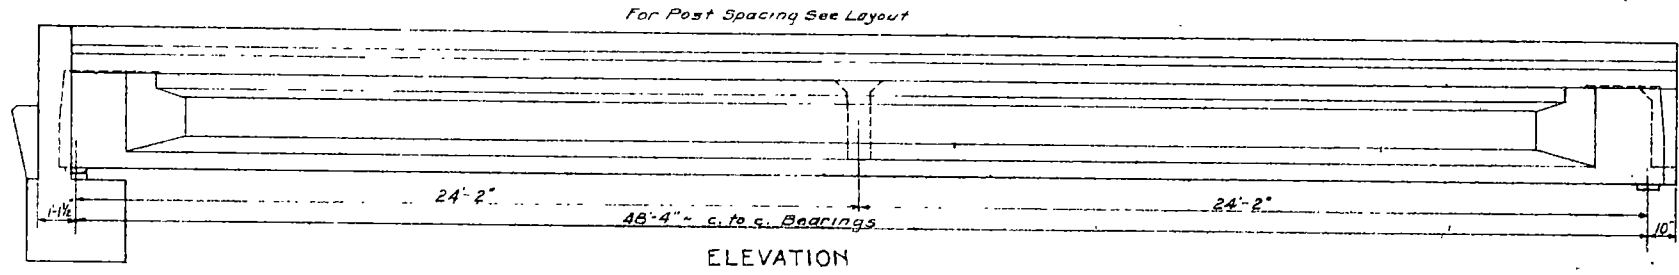 For Post Spacing See Layout
24'-2"
24'-2"
1'-1½"
48'-4" ~ c. to c. Bearings
10"
ELEVATION